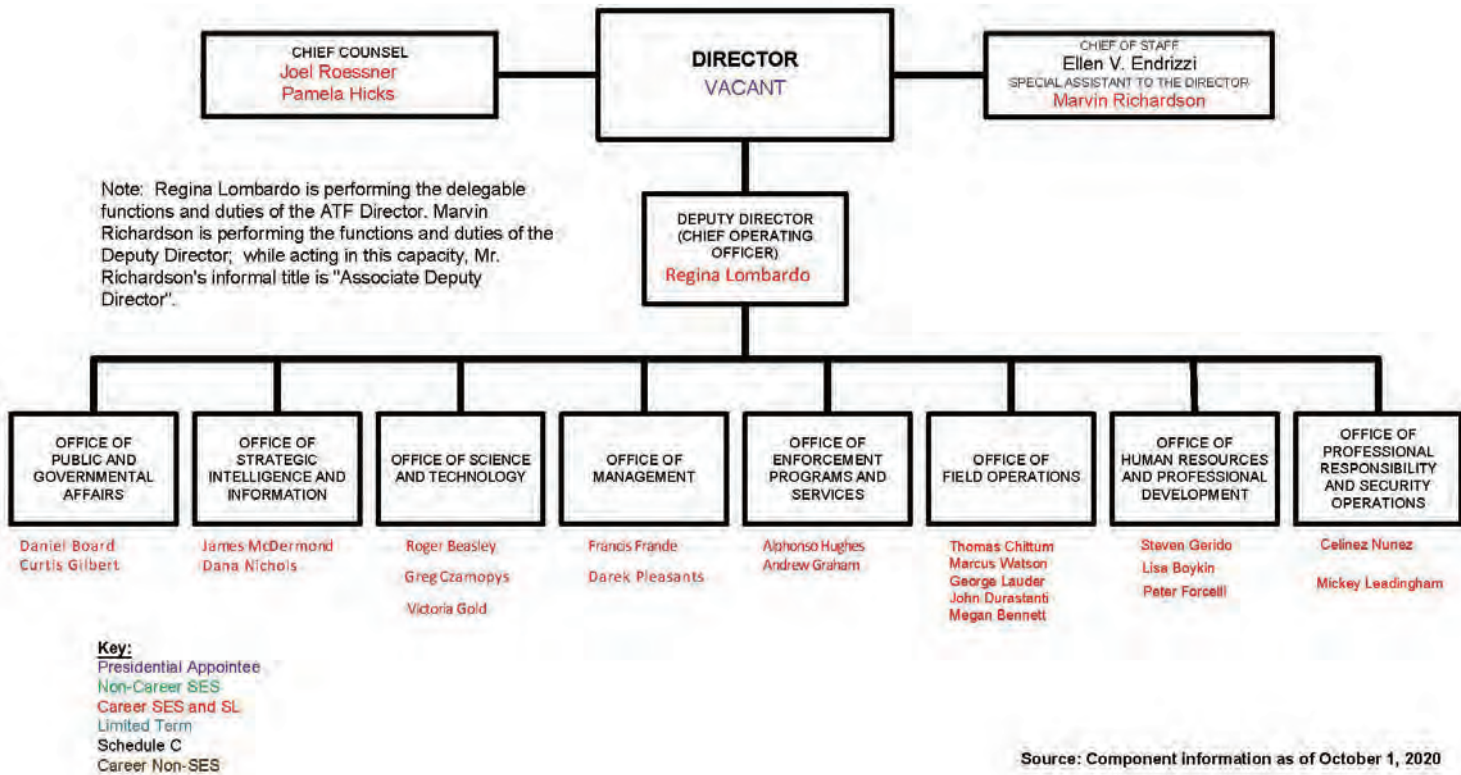 CHIEF COUNSEL
Joel Roessner
Pamela Hicks
DIRECTOR
VACANT
CHIEF OF STAFF
Ellen V. Endrizzi
SPECIAL ASSISTANT TO THE DIRECTOR
Marvin Richardson
Note: Regina Lombardo is performing the delegable
functions and duties of the ATF Director. Marvin
Richardson is performing the functions and duties of the
Deputy Director; while acting in this capacity, Mr.
Richardson's informal title is "Associate Deputy
Director".
DEPUTY DIRECTOR
(CHIEF OPERATING
OFFICER)
Regina Lombardo
OFFICE OF
PUBLIC AND
GOVERNMENTAL
AFFAIRS
Daniel Board
Curtis Gilbert
OFFICE OF
STRATEGIC
INTELLIGENCE AND
INFORMATION
James McDermond
Dana Nichols
OFFICE OF SCIENCE
AND TECHNOLOGY
Roger Beasley
Greg Czarnopys
Victoria Gold
OFFICE OF
MANAGEMENT
Francis Frande
Darek Pleasants
OFFICE OF
ENFORCEMENT
PROGRAMS AND
SERVICES
Alphonso Hughes
Andrew Graham
OFFICE OF
FIELD OPERATIONS
Thomas Chittum
Marcus Watson
George Lauder
John Durastanti
Megan Bennett
OFFICE OF
HUMAN RESOURCES
AND PROFESSIONAL
DEVELOPMENT
Steven Gerido
Lisa Boykin
Peter Forcelli
OFFICE OF
PROFESSIONAL
RESPONSIBILITY
AND SECURITY
OPERATIONS
Celinez Nunez
Mickey Leadingham
Key:
Presidential Appointee
Non-Career SES
Career SES and SL
Limited Term
Schedule C
Career Non-SES
Source: Component information as of October 1, 2020